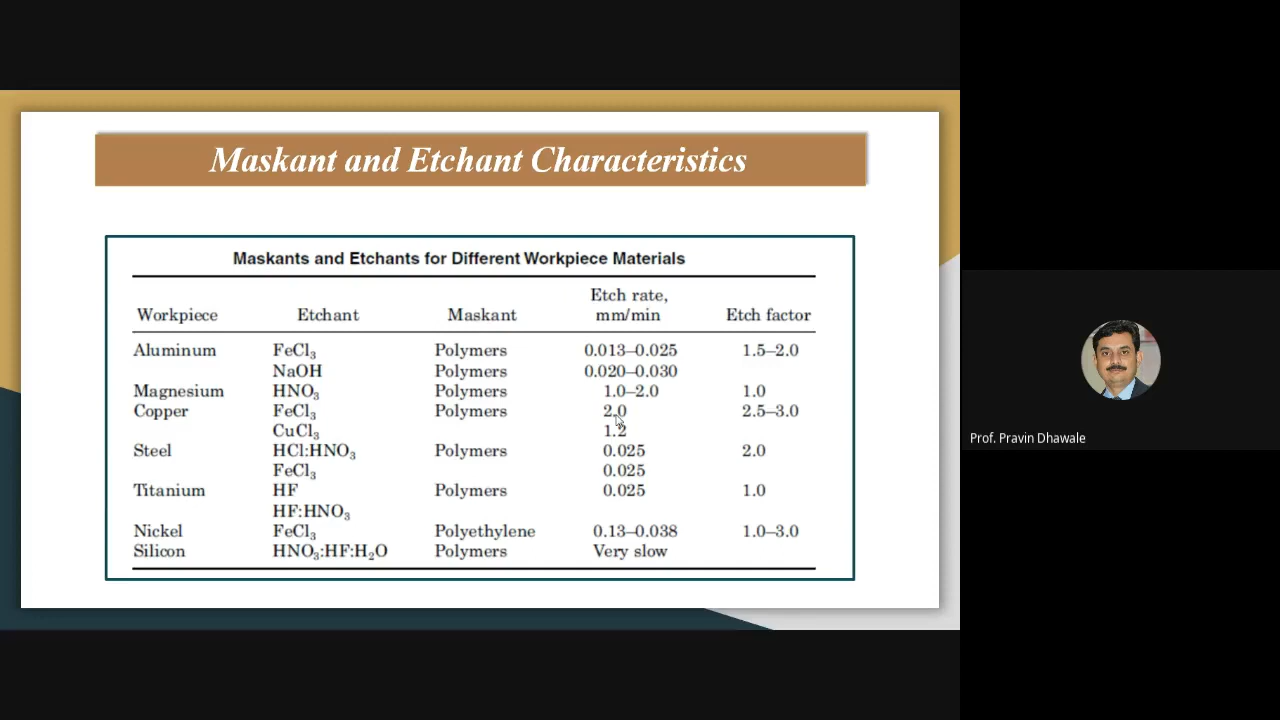 Maskant and Etchant Characteristics
Maskants and Etchants for Different Workpiece Materials
Etch rate,
Workpiece Etchant Maskant mm/min Etch factor
Aluminum FeCl₃ Polymers 0.013–0.025 1.5–2.0
NaOH Polymers 0.020–0.030
Magnesium HNO₃ Polymers 1.0–2.0 1.0
Copper FeCl₃ Polymers 2.0 2.5–3.0
CuCl₃ 1.2
Steel HCl:HNO₃ Polymers 0.025 2.0
FeCl₃ 0.025
Titanium HF Polymers 0.025 1.0
HF:HNO₃
Nickel FeCl₃ Polyethylene 0.13–0.038 1.0–3.0
Silicon HNO₃:HF:H₂O Polymers Very slow
Prof. Pravin Dhawale